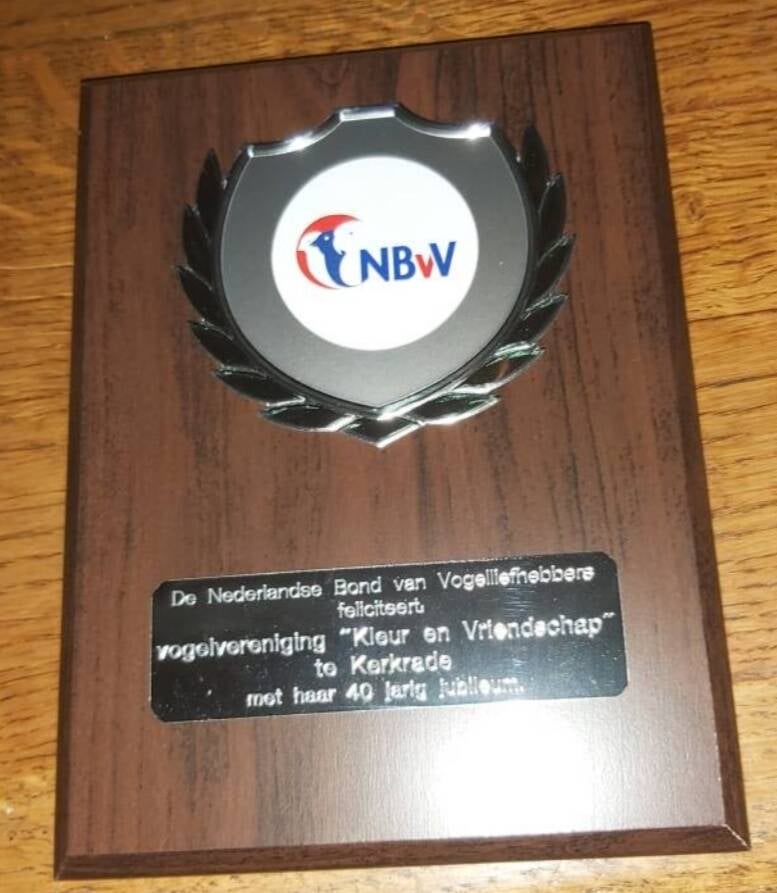 NBvV
De Nederlandse Bond van Vogelliefhebbers
feliciteert
vogelvereniging "Kleur en Vriendschap"
te Kerkrade
met haar 40 jarig jubileum.